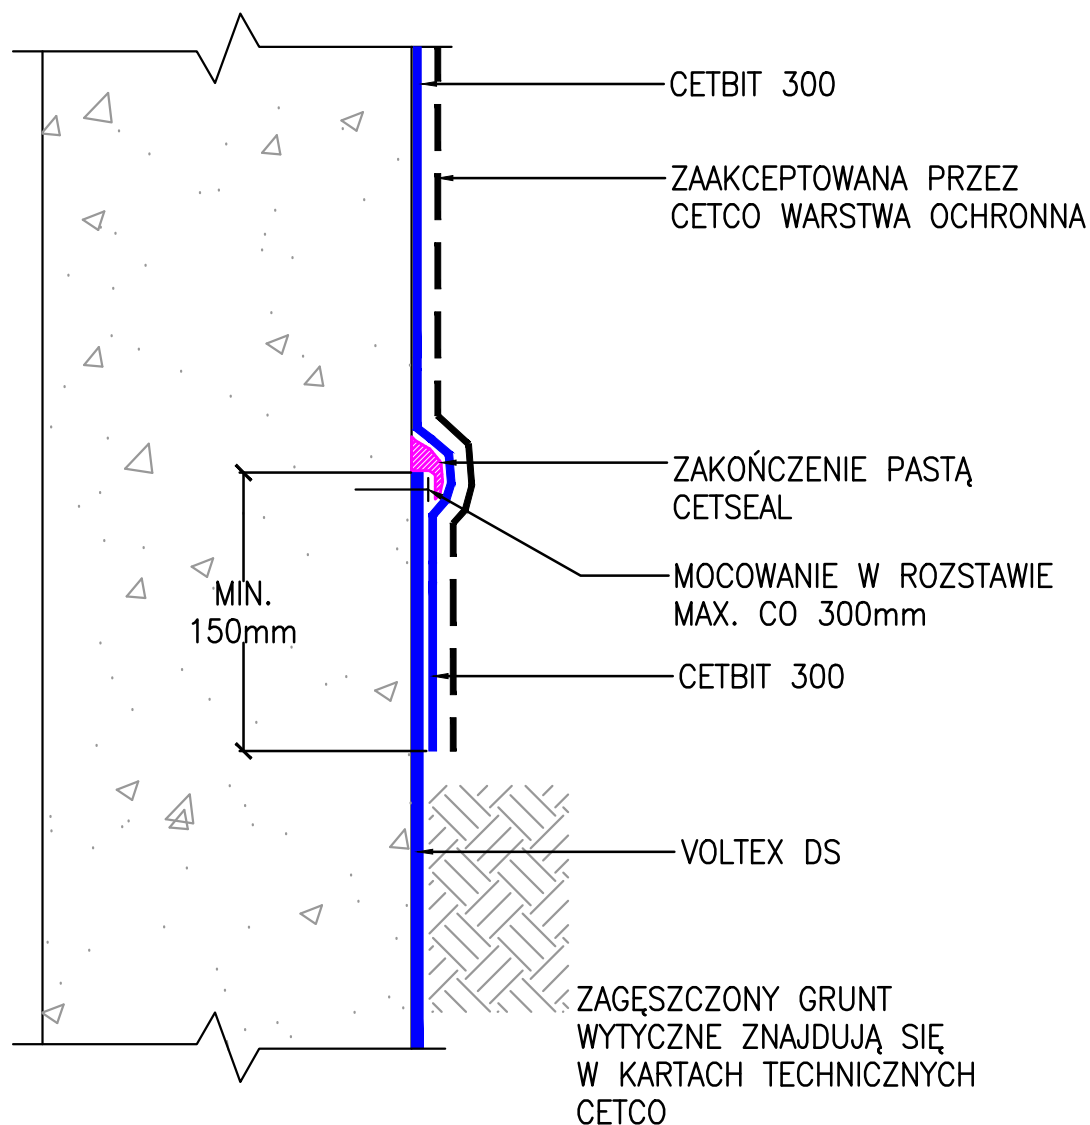 CETBIT 300
ZAAKCEPTOWANA PRZEZ
CETCO WARSTWA OCHRONNA
ZAKOŃCZENIE PASTĄ
CETSEAL
MOCOWANIE W ROZSTAWIE
MAX. CO 300mm
MIN.
150mm
CETBIT 300
VOLTEX DS
ZAGĘSZCZONY GRUNT
WYTYCZNE ZNAJDUJĄ SIĘ
W KARTACH TECHNICZNYCH
CETCO